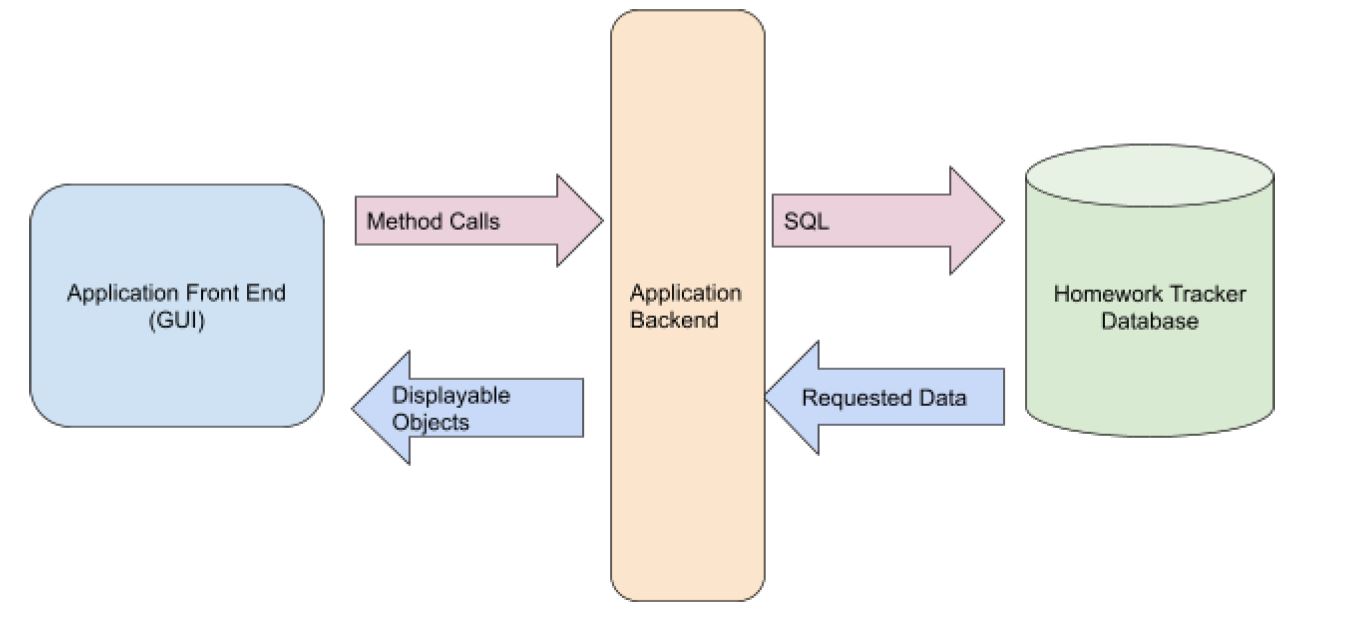 Method Calls
SQL
Application Front End
(GUI)
Application
Backend
Homework Tracker
Database
Displayable
Objects
Requested Data